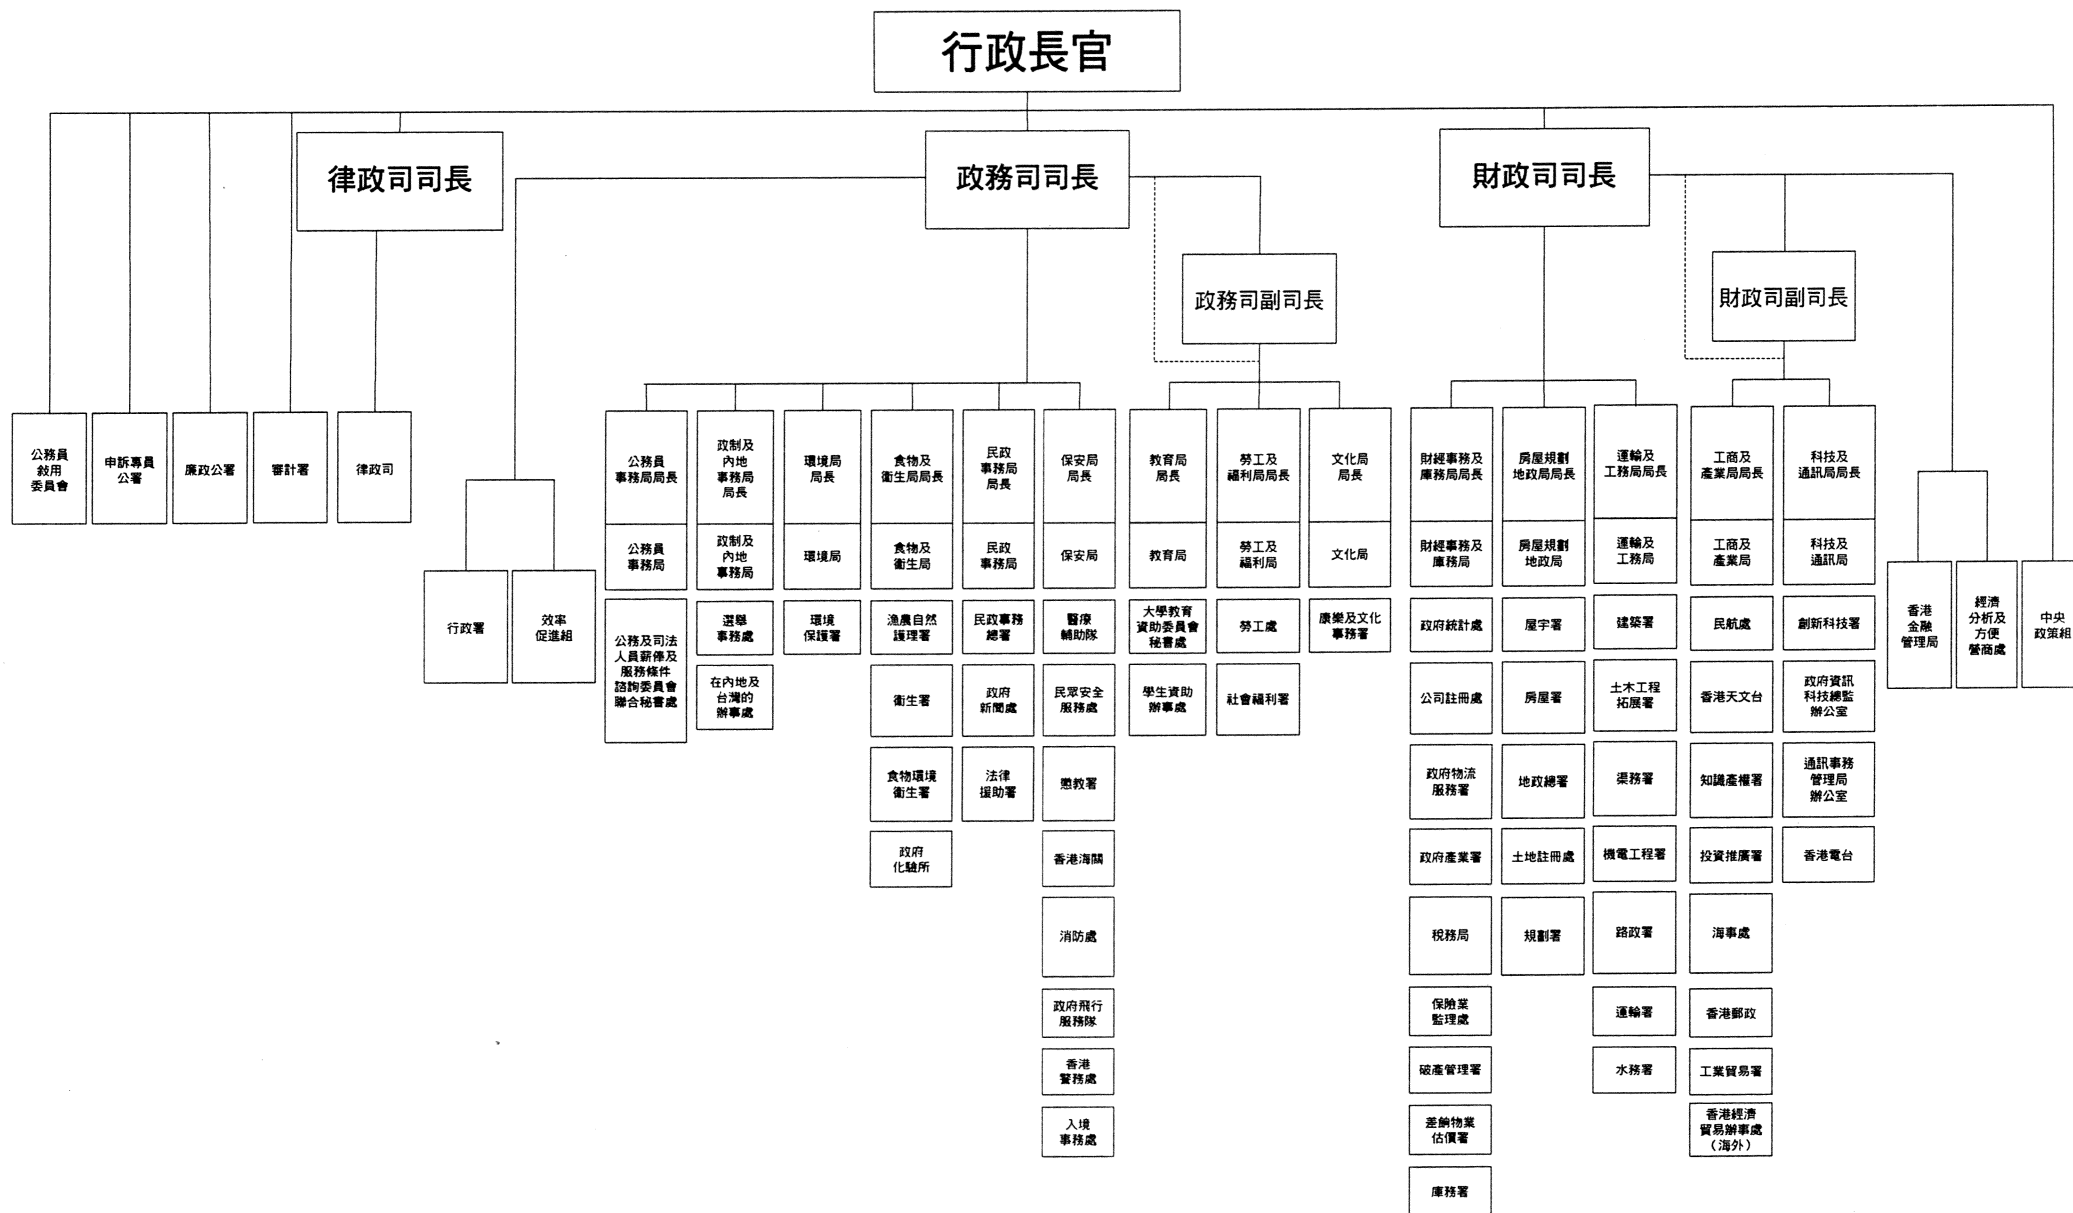 行政長官
律政司司長
政務司司長
財政司司長
政務司副司長
財政司副司長
公務員
敍用
委員會
申訴專員
公署
廉政公署
審計署
律政司
行政署
效率
促進組
公務員
事務局局長
公務員
事務局
公務及司法
人員薪俸及
服務條件
諮詢委員會
聯合秘書處
政制及
內地
事務局
局長
政制及
內地
事務局
選舉
事務處
在內地及
台灣的
辦事處
環境局
局長
環境局
環境
保護署
食物及
衞生局局長
食物及
衞生局
漁農自然
護理署
衞生署
食物環境
衞生署
政府
化驗所
民政
事務局
局長
民政
事務局
民政事務
總署
政府
新聞處
法律
援助署
保安局
局長
保安局
醫療
輔助隊
民眾安全
服務處
懲教署
香港海關
消防處
政府飛行
服務隊
香港
警務處
入境
事務處
教育局
局長
教育局
大學教育
資助委員會
秘書處
學生資助
辦事處
勞工及
福利局局長
勞工及
福利局
勞工處
社會福利署
文化局
局長
文化局
康樂及文化
事務署
財經事務及
庫務局局長
財經事務及
庫務局
政府統計處
公司註冊處
政府物流
服務署
政府產業署
稅務局
保險業
監理處
破產管理署
差餉物業
估價署
庫務署
房屋規劃
地政局局長
房屋規劃
地政局
屋宇署
房屋署
地政總署
土地註冊處
規劃署
運輸及
工務局局長
運輸及
工務局
建築署
土木工程
拓展署
渠務署
機電工程署
路政署
運輸署
水務署
工商及
產業局局長
工商及
產業局
民航處
香港天文台
知識產權署
投資推廣署
海事處
香港郵政
工業貿易署
香港經濟
貿易辦事處
（海外）
科技及
通訊局局長
科技及
通訊局
創新科技署
政府資訊
科技總監
辦公室
通訊事務
管理局
辦公室
香港電台
香港
金融
管理局
經濟
分析及
方便
營商處
中央
政策組